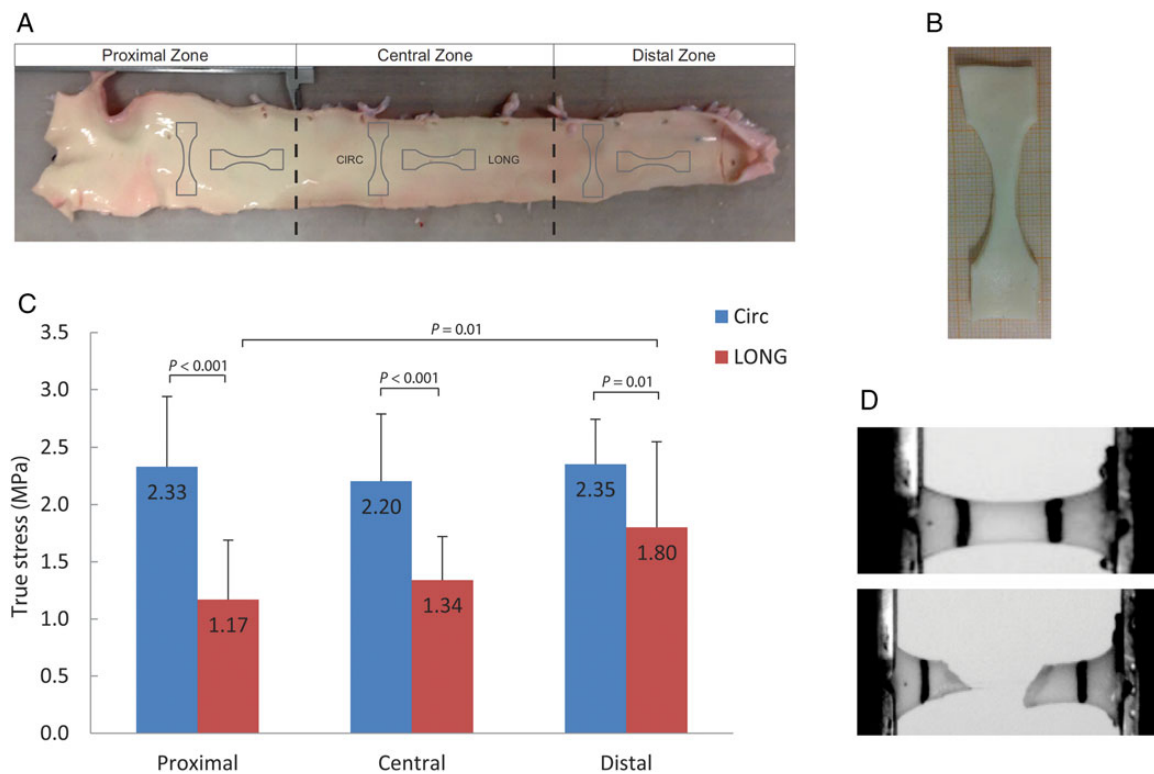 A
B
Proximal Zone
Central Zone
Distal Zone
CIRC
LONG
C
D
True stress (MPa)
3.5
3.0
2.5
2.0
1.5
1.0
0.5
0.0
Circ
LONG
P = 0.01
P < 0.001
P < 0.001
P = 0.01
2.33
1.17
2.20
1.34
2.35
1.80
Proximal
Central
Distal